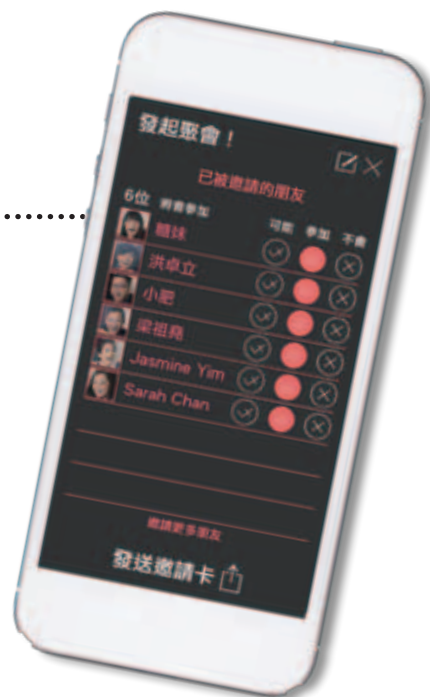 發起聚會！
已被邀請的朋友
6位 將會參加 可能 參加 不會
糖妹
洪卓立
小肥
梁祖堯
Jasmine Yim
Sarah Chan
邀請更多朋友
發送邀請卡